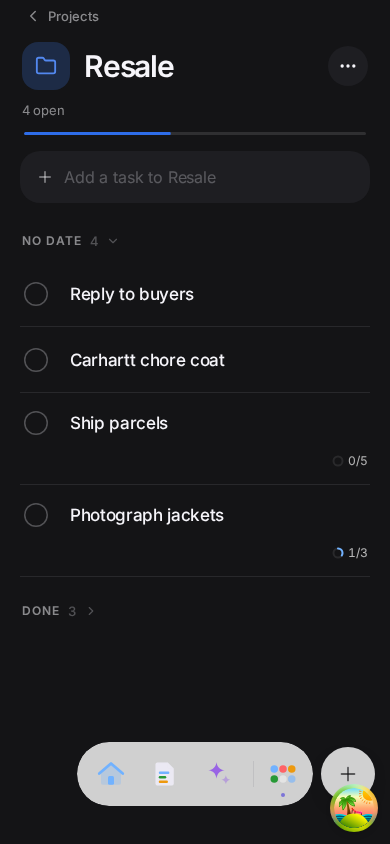 Projects
Resale
4 open
Add a task to Resale
NO DATE 4
Reply to buyers
Carhartt chore coat
Ship parcels
0/5
Photograph jackets
1/3
DONE 3